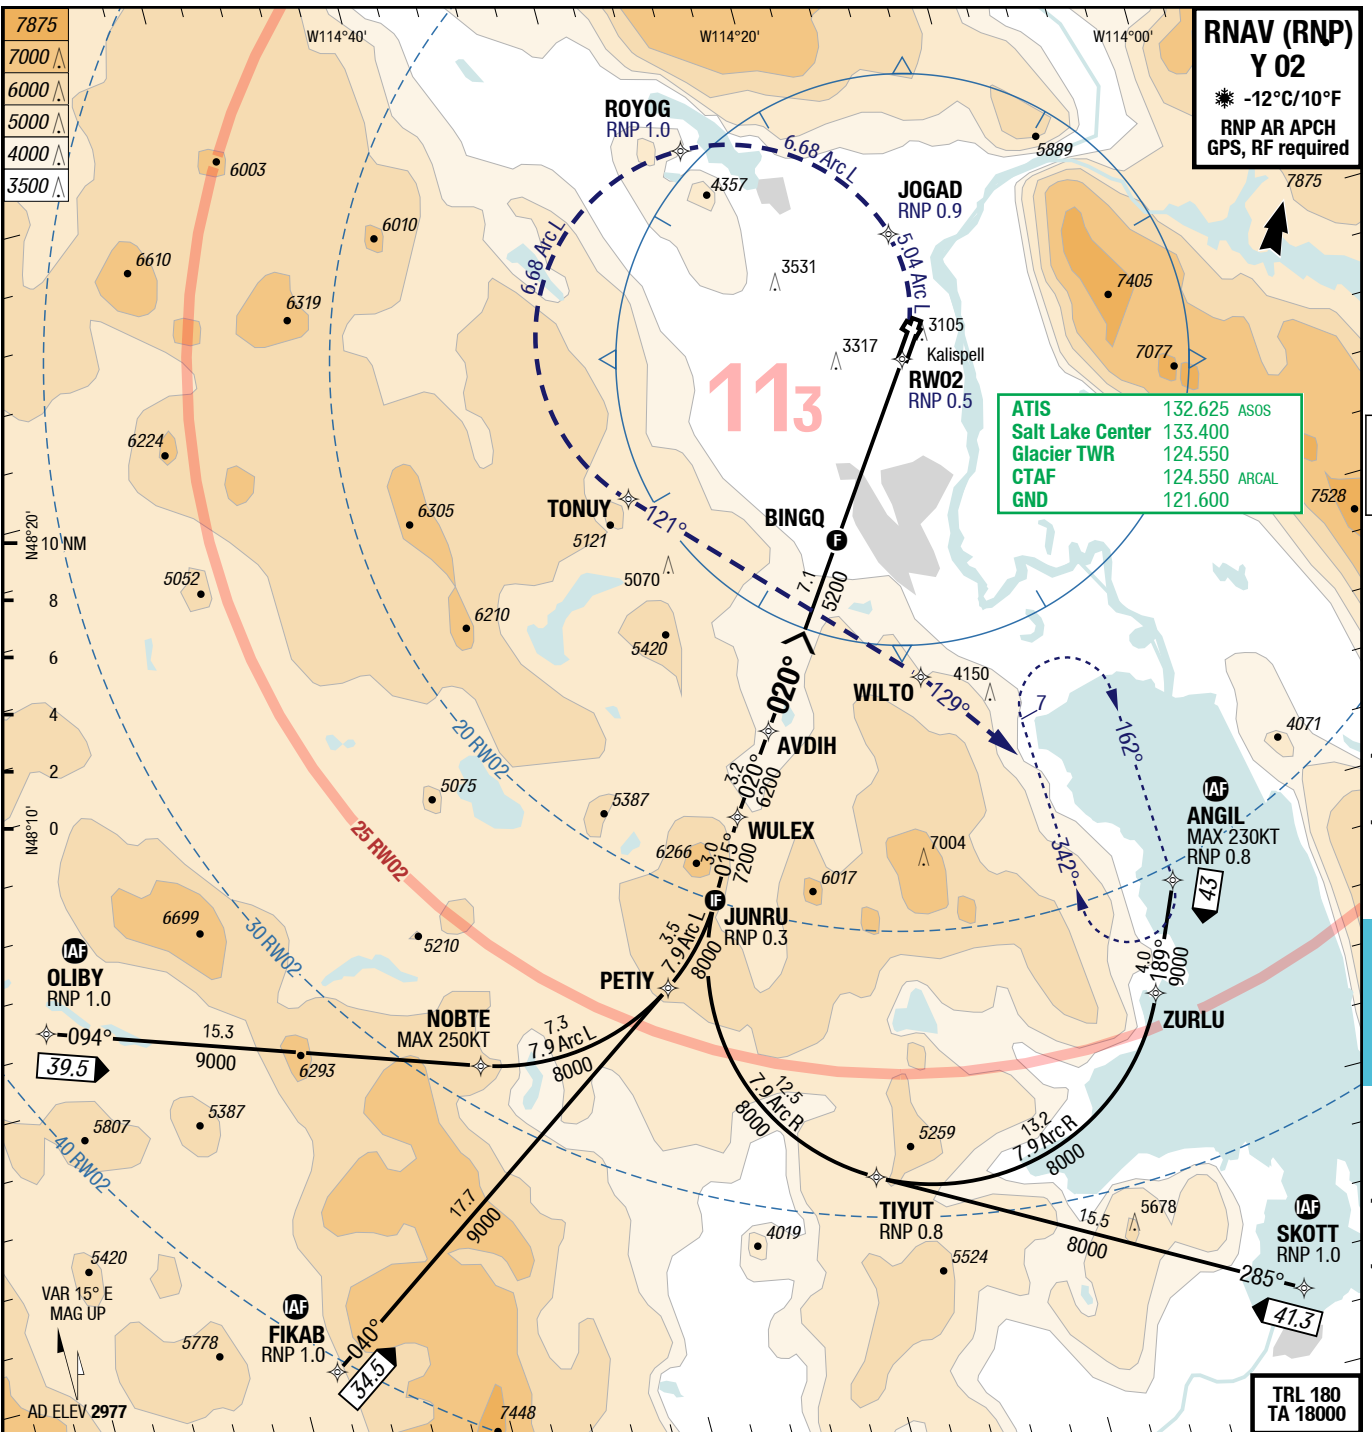 7875
7000
6000
5000
4000
3500
W114°40'
W114°20'
W114°00'
RNAV (RNP)
Y 02
-12°C/10°F
RNP AR APCH
GPS, RF required
7875
ROYOG
RNP 1.0
6.68 Arc L
5889
6003
4357
JOGAD
RNP 0.9
6010
6.68 Arc L
5.04 Arc L
6610
3531
7405
6319
3105
3317
Kalispell
7077
113
RW02
RNP 0.5
ATIS 132.625 ASOS
Salt Lake Center 133.400
Glacier TWR 124.550
CTAF 124.550 ARCAL
GND 121.600
6224
7528
6305
TONUY
121°
BINGQ
F
N48°20'
10 NM
5121
5052
5070
7.1
5200
8
6210
5420
6
020°
WILTO
4150
129°
7
162°
4
20 RW02
AVDIH
4071
2
3.2
020°
6200
5075
5387
IAF
ANGIL
MAX 230KT
RNP 0.8
N48°10'
0
WULEX
25 RW02
6266
3.0
015°
7200
7004
342°
43
6017
IF
JUNRU
RNP 0.3
6699
30 RW02
5210
3.5
7.9 Arc L
8000
4.0
189°
9000
IAF
OLIBY
RNP 1.0
PETIY
ZURLU
NOBTE
MAX 250KT
094°
15.3
9000
39.5
6293
7.3
7.9 Arc L
8000
12.5
7.9 Arc R
8000
5387
5807
40 RW02
5259
13.2
7.9 Arc R
8000
TIYUT
RNP 0.8
17.7
9000
4019
15.5
8000
5678
IAF
SKOTT
RNP 1.0
5420
5524
285°
41.3
VAR 15° E
MAG UP
IAF
FIKAB
RNP 1.0
040°
34.5
5778
AD ELEV 2977
7448
TRL 180
TA 18000